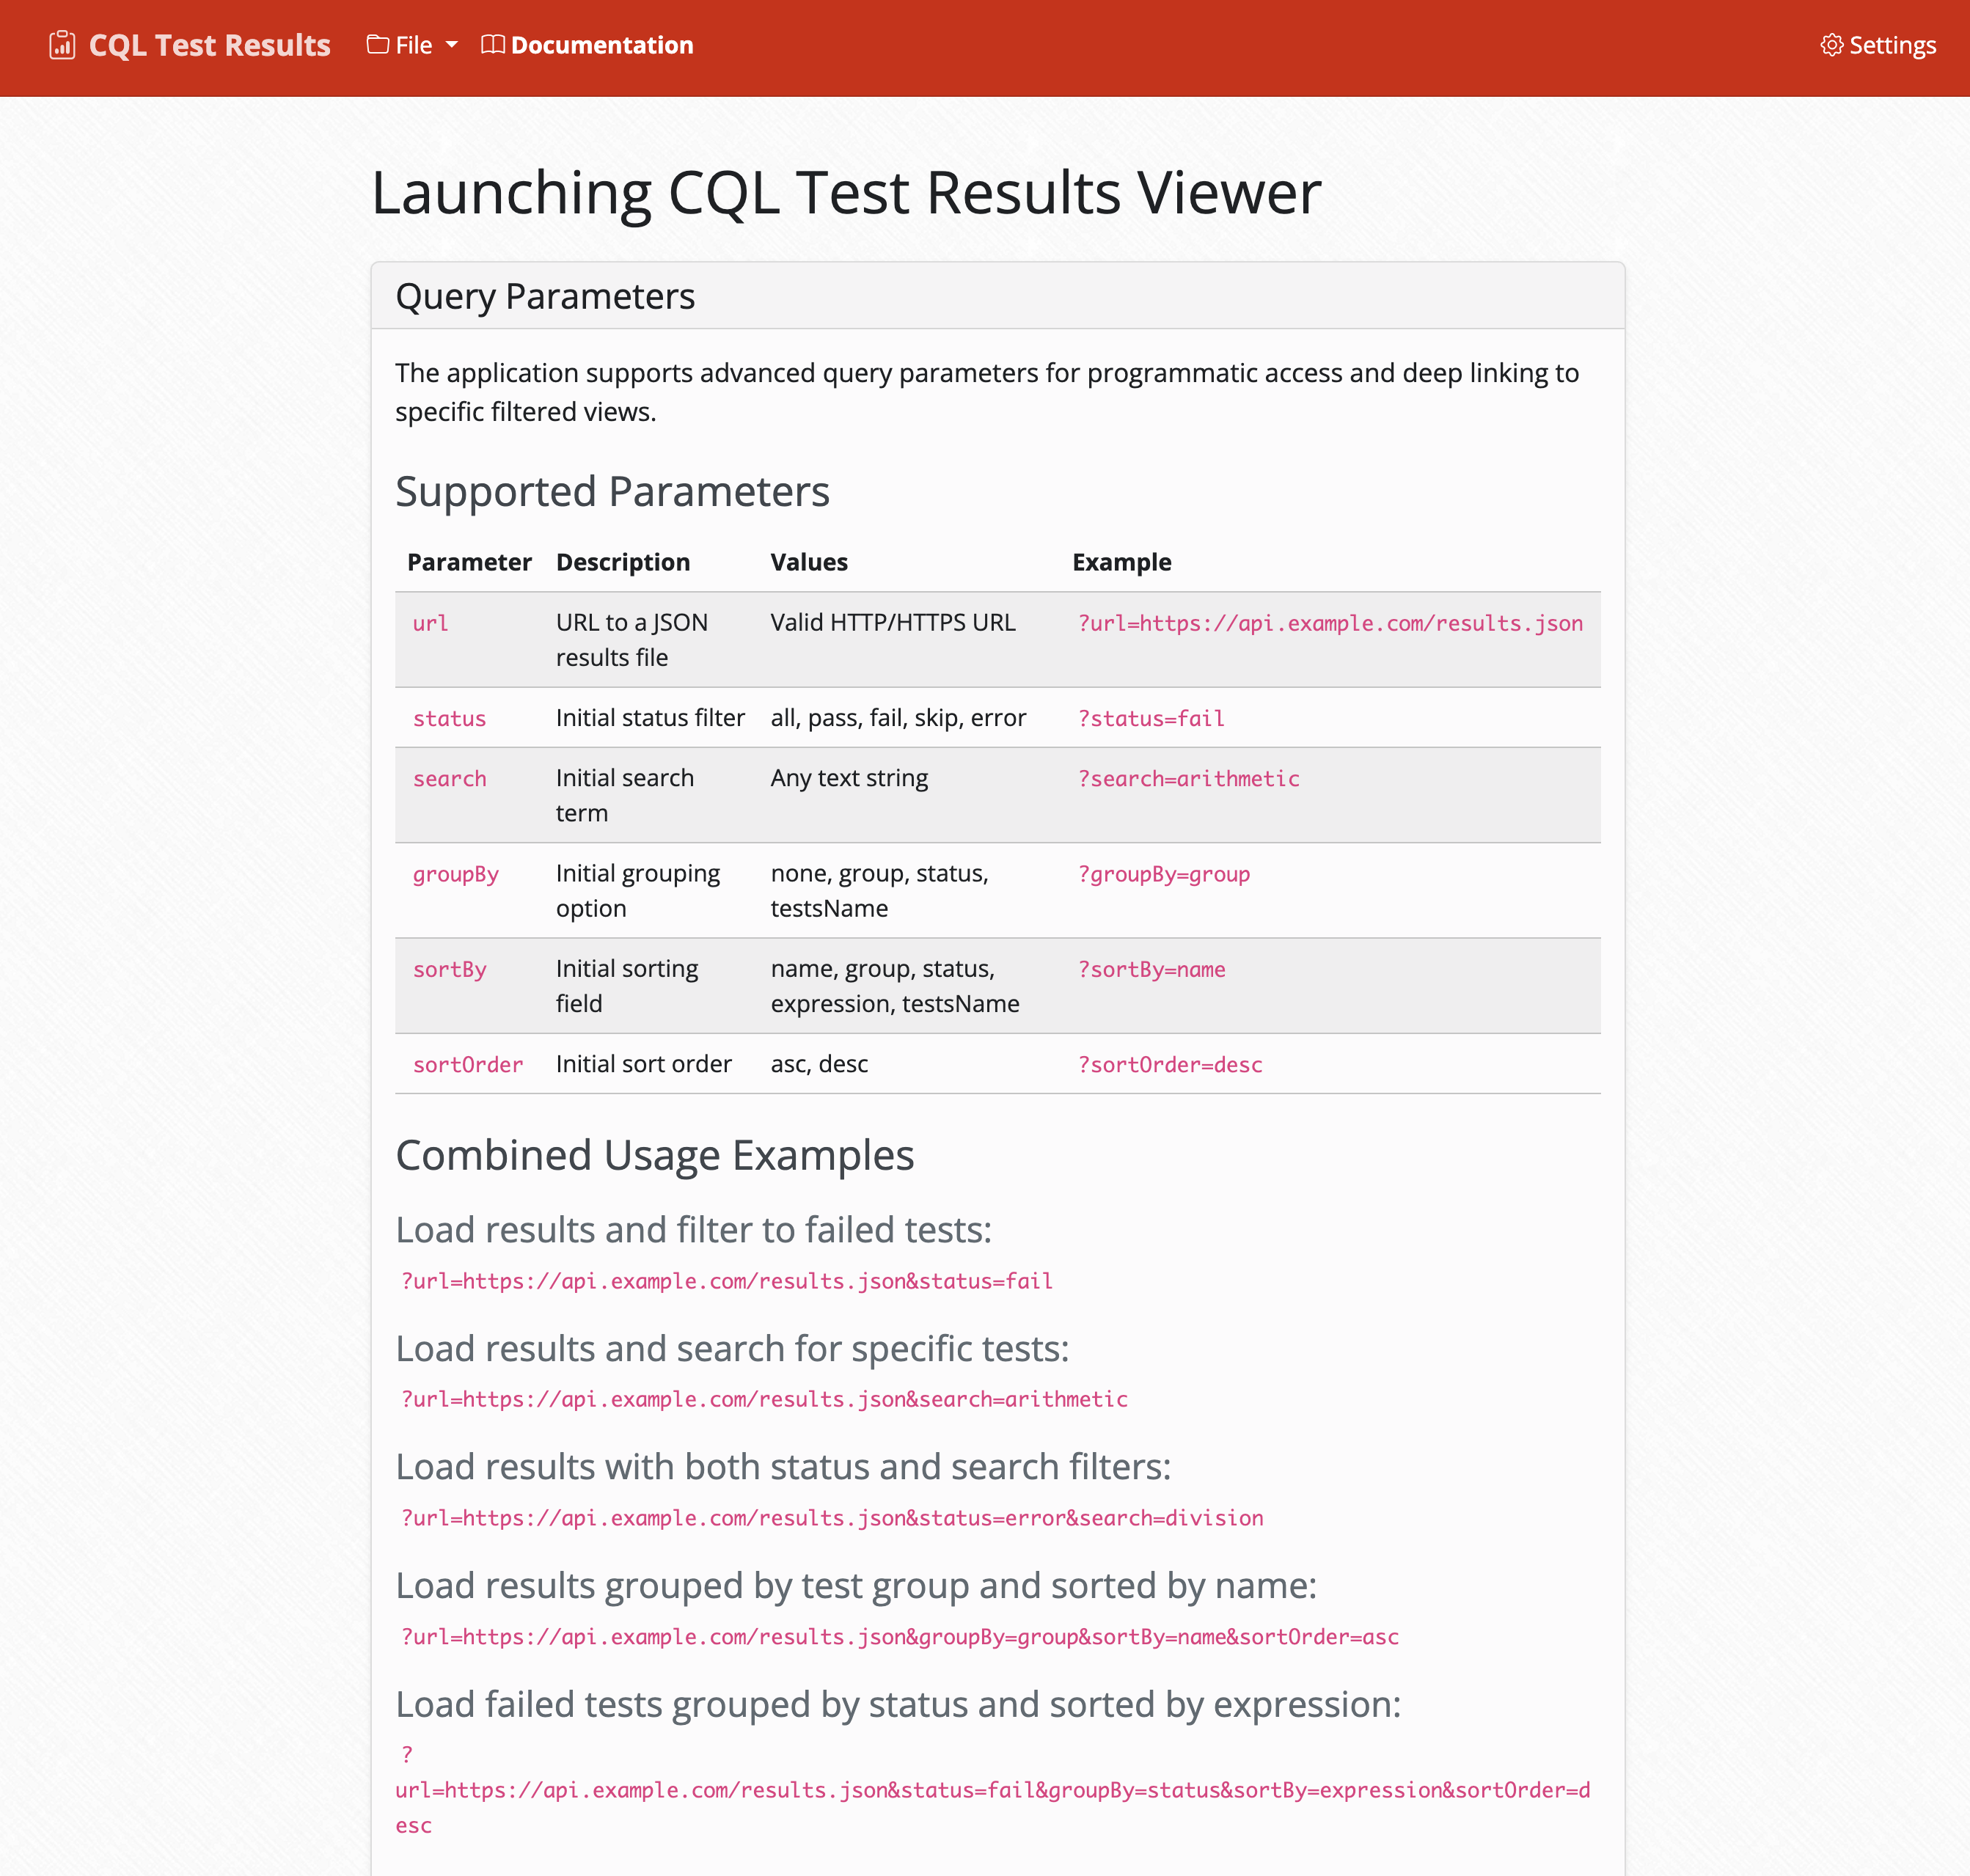 CQL Test Results File Documentation Settings
Launching CQL Test Results Viewer
Query Parameters
The application supports advanced query parameters for programmatic access and deep linking to
specific filtered views.
Supported Parameters
Parameter Description Values Example
url URL to a JSON results file Valid HTTP/HTTPS URL ?url=https://api.example.com/results.json
status Initial status filter all, pass, fail, skip, error ?status=fail
search Initial search term Any text string ?search=arithmetic
groupBy Initial grouping option none, group, status, testsName ?groupBy=group
sortBy Initial sorting field name, group, status, expression, testsName ?sortBy=name
sortOrder Initial sort order asc, desc ?sortOrder=desc
Combined Usage Examples
Load results and filter to failed tests:
?url=https://api.example.com/results.json&status=fail
Load results and search for specific tests:
?url=https://api.example.com/results.json&search=arithmetic
Load results with both status and search filters:
?url=https://api.example.com/results.json&status=error&search=division
Load results grouped by test group and sorted by name:
?url=https://api.example.com/results.json&groupBy=group&sortBy=name&sortOrder=asc
Load failed tests grouped by status and sorted by expression:
?
url=https://api.example.com/results.json&status=fail&groupBy=status&sortBy=expression&sortOrder=d
esc